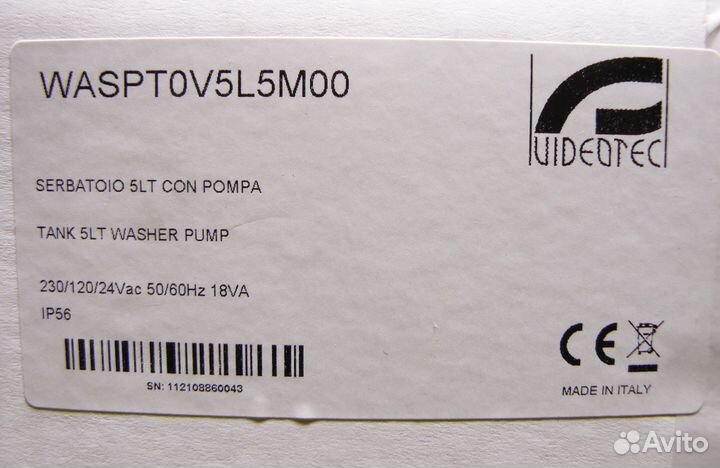 WASPT0V5L5M00
VIDEOTEC
SERBATOIO 5LT CON POMPA
TANK 5LT WASHER PUMP
230/120/24Vac 50/60Hz 18VA
IP56
SN: 112108860043
CE
MADE IN ITALY
Avito